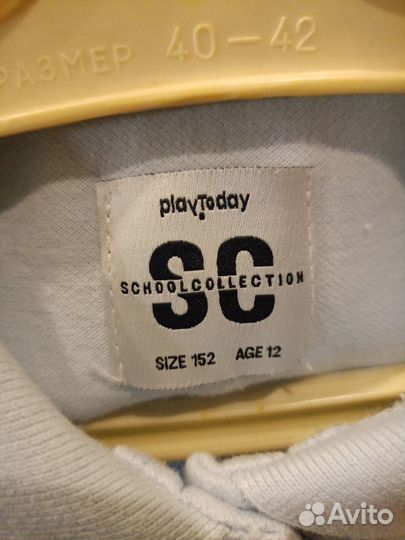 РАЗМЕР 40-42
playToday
SC
SCHOOLCOLLECTION
SIZE 152 AGE 12
Avito